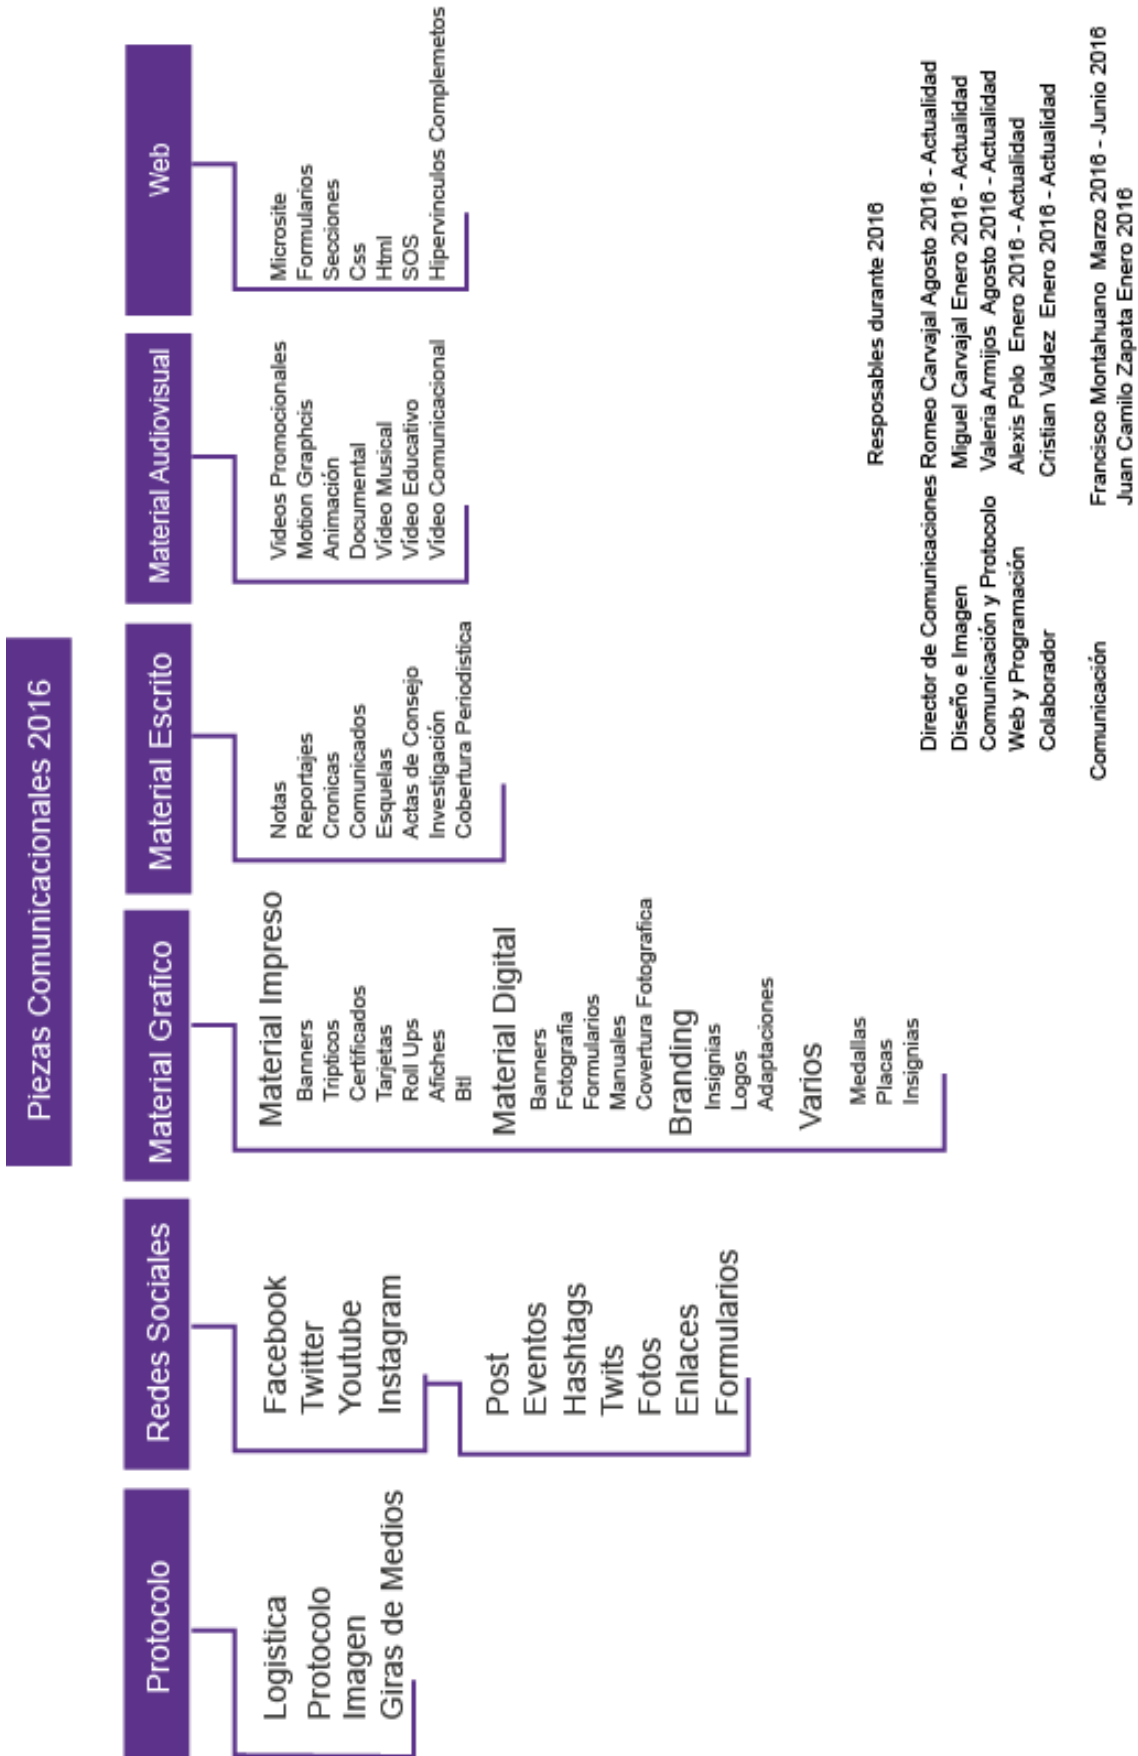 Piezas Comunicacionales 2016
Protocolo
Logistica
Protocolo
Imagen
Giras de Medios
Redes Sociales
Facebook
Twitter
Youtube
Instagram
Post
Eventos
Hashtags
Twits
Fotos
Enlaces
Formularios
Material Grafico
Material Impreso
Banners
Tripticos
Certificados
Tarjetas
Roll Ups
Afiches
Btl
Material Digital
Banners
Fotografia
Formularios
Manuales
Covertura Fotografica
Branding
Insignias
Logos
Adaptaciones
Varios
Medallas
Placas
Insignias
Material Escrito
Notas
Reportajes
Cronicas
Comunicados
Esquelas
Actas de Consejo
Investigación
Cobertura Periodistica
Material Audiovisual
Videos Promocionales
Motion Graphcis
Animación
Documental
Vídeo Musical
Vídeo Educativo
Vídeo Comunicacional
Web
Microsite
Formularios
Secciones
Css
Html
SOS
Hipervinculos Complemetos
Resposables durante 2016
Director de Comunicaciones Romeo Carvajal Agosto 2016 - Actualidad
Diseño e Imagen Miguel Carvajal Enero 2016 - Actualidad
Comunicación y Protocolo Valeria Armijos Agosto 2016 - Actualidad
Web y Programación Alexis Polo Enero 2016 - Actualidad
Colaborador Cristian Valdez Enero 2016 - Actualidad
Comunicación Francisco Montahuano Marzo 2016 - Junio 2016
Juan Camilo Zapata Enero 2016